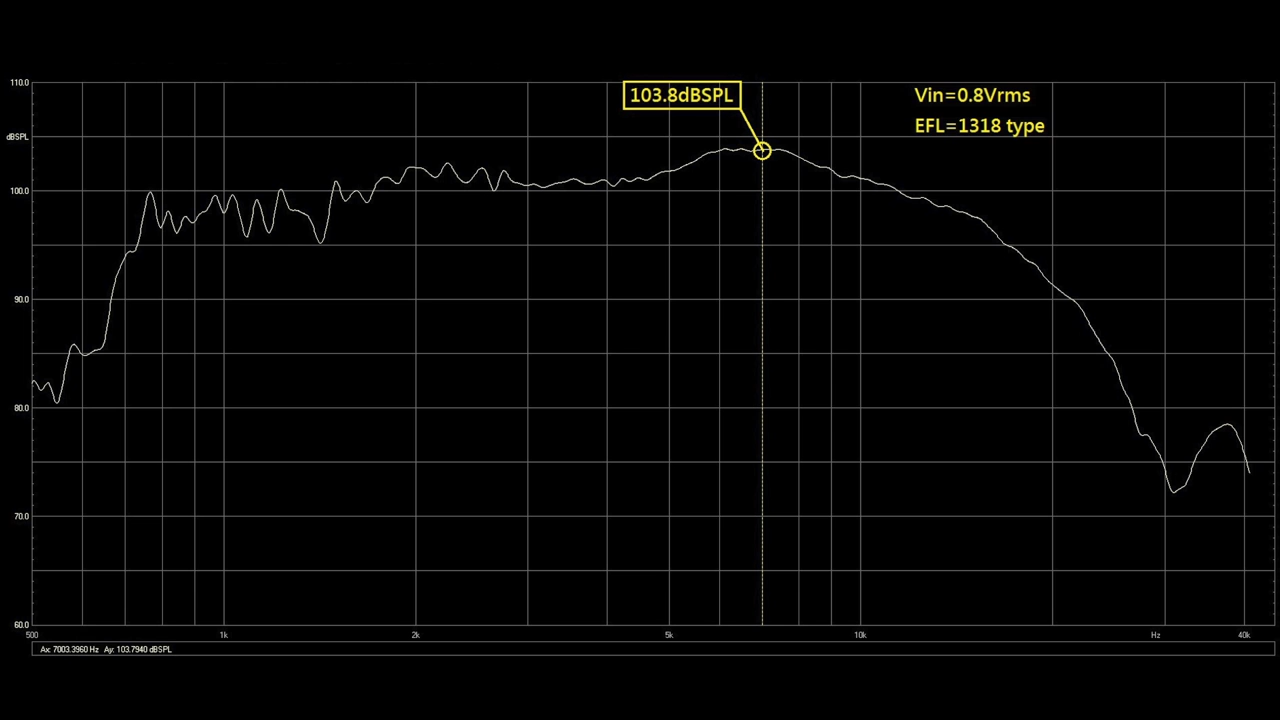 110.0
103.8dBSPL
Vin=0.8Vrms
EFL=1318 type
dBSPL
100.0
90.0
80.0
70.0
60.0
500 1k 2k 5k 10k Hz 40k
Ax: 7003.3960 Hz Ay: 103.7940 dBSPL